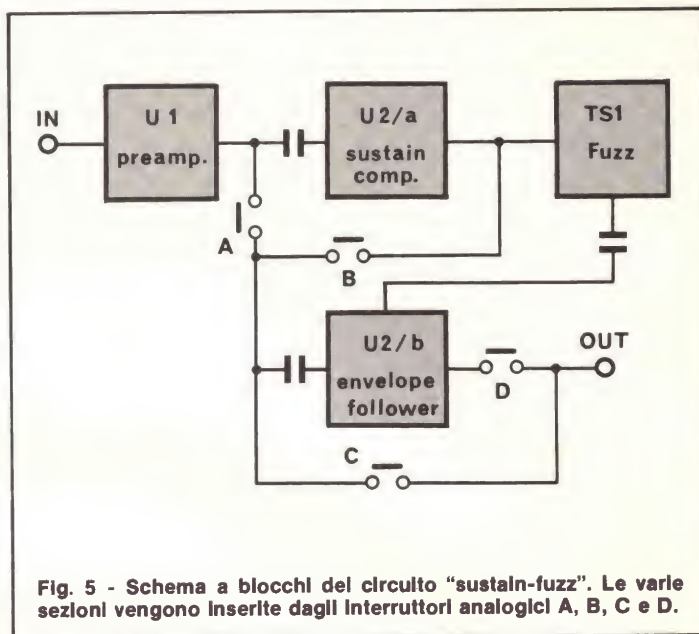 IN
U 1
preamp.
U2/a
sustain
comp.
TS1
Fuzz
A
B
U2/b
envelope
follower
D
OUT
C
Fig. 5 - Schema a blocchi del circuito "sustain-fuzz". Le varie
sezioni vengono inserite dagli interruttori analogici A, B, C e D.